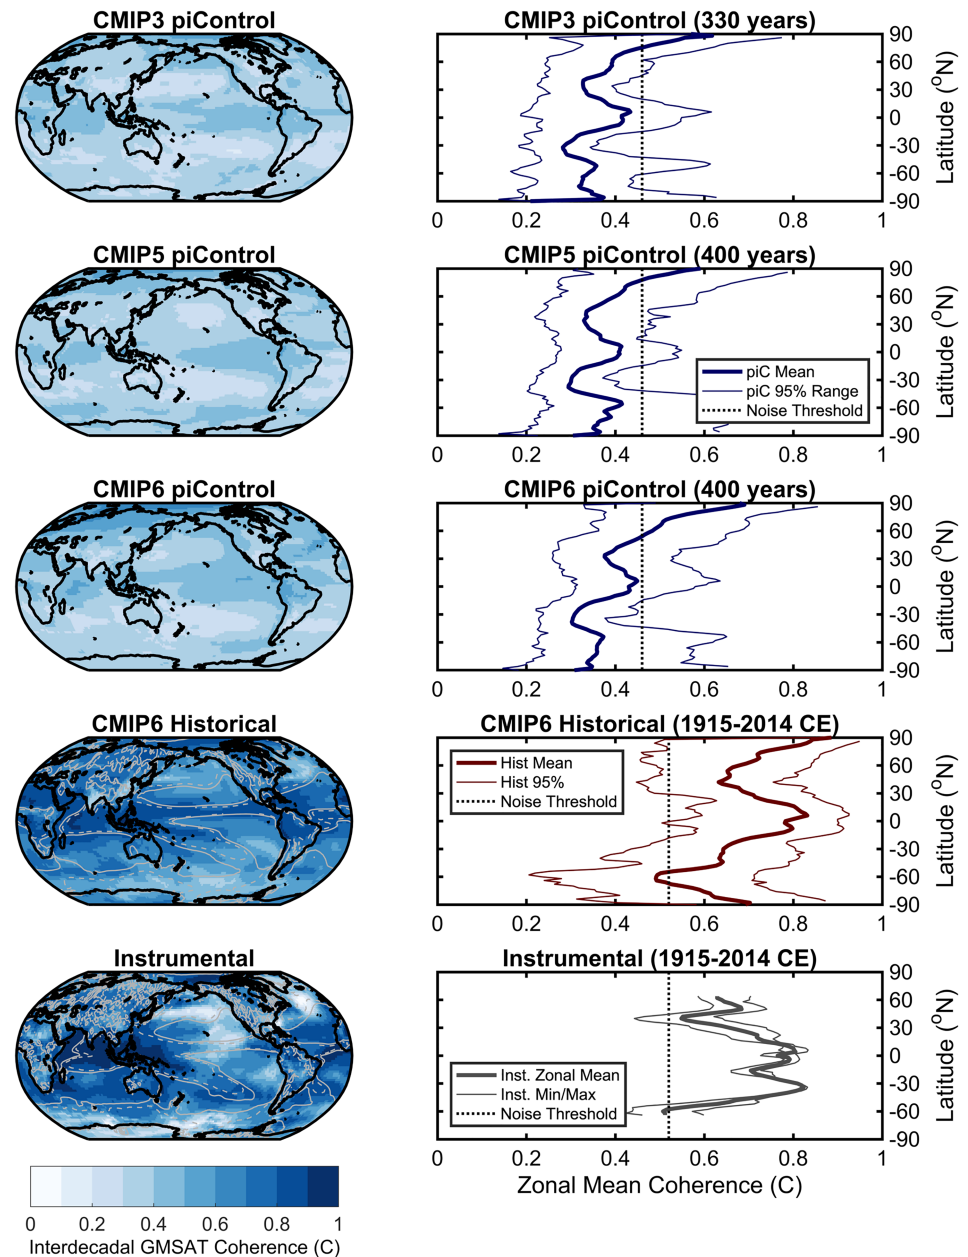 CMIP3 piControl
CMIP3 piControl (330 years)
90
60
30
0
-30
-60
-90
Latitude (°N)
0 0.2 0.4 0.6 0.8 1
CMIP5 piControl
CMIP5 piControl (400 years)
90
60
30
0
-30
-60
-90
Latitude (°N)
piC Mean
piC 95% Range
Noise Threshold
0 0.2 0.4 0.6 0.8 1
CMIP6 piControl
CMIP6 piControl (400 years)
90
60
30
0
-30
-60
-90
Latitude (°N)
0 0.2 0.4 0.6 0.8 1
CMIP6 Historical
CMIP6 Historical (1915-2014 CE)
Hist Mean
Hist 95%
Noise Threshold
90
60
30
0
-30
-60
-90
Latitude (°N)
0 0.2 0.4 0.6 0.8 1
Instrumental
Instrumental (1915-2014 CE)
90
60
30
0
-30
-60
-90
Latitude (°N)
Inst. Zonal Mean
Inst. Min/Max
Noise Threshold
0 0.2 0.4 0.6 0.8 1
Zonal Mean Coherence (C)
0 0.2 0.4 0.6 0.8 1
Interdecadal GMSAT Coherence (C)